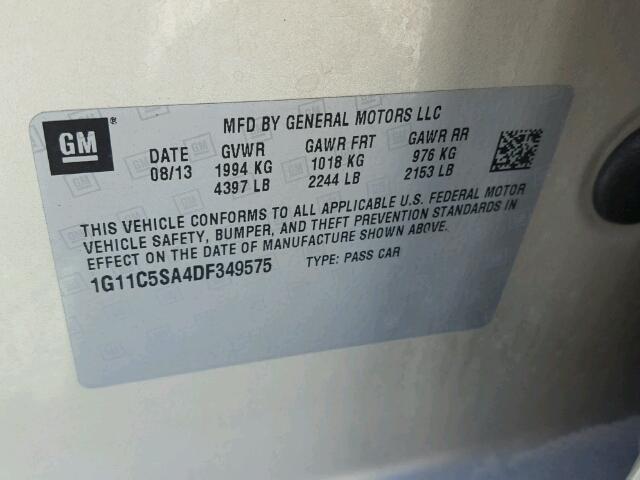 GM®
MFD BY GENERAL MOTORS LLC
DATE GVWR GAWR FRT GAWR RR
08/13 1994 KG 1018 KG 976 KG
4397 LB 2244 LB 2153 LB
THIS VEHICLE CONFORMS TO ALL APPLICABLE U.S. FEDERAL MOTOR
VEHICLE SAFETY, BUMPER, AND THEFT PREVENTION STANDARDS IN
EFFECT ON THE DATE OF MANUFACTURE SHOWN ABOVE.
1G11C5SA4DF349575 TYPE: PASS CAR